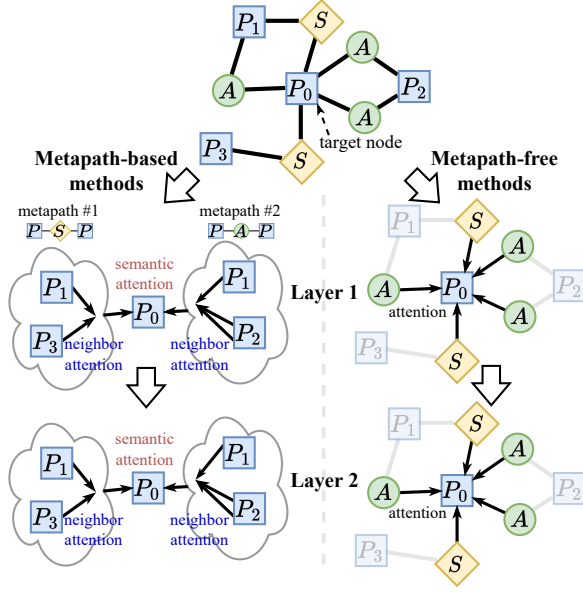 P1 S
A
A P0 P2
A
target node
P3 S
Metapath-based
methods
Metapath-free
methods
metapath #1
P S P
metapath #2
P A P
semantic
attention
P1 P0 P1
P3 P2
neighbor
attention
neighbor
attention
Layer 1
P1 S
A
A P0 P2
attention
A
P3 S
semantic
attention
P1 P0 P1
P3 P2
neighbor
attention
neighbor
attention
Layer 2
P1 S
A
A P0 P2
attention
A
P3 S